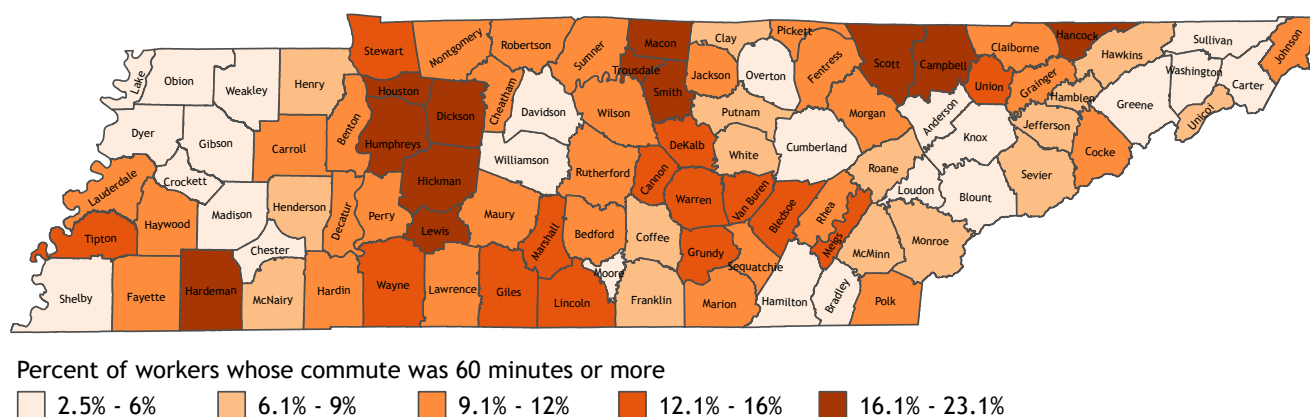 Stewart
Montgomery
Robertson
Sumner
Macon
Clay
Pickett
Scott
Campbell
Claiborne
Hancock
Hawkins
Sullivan
Johnson
Lake
Obion
Weakley
Henry
Houston
Dickson
Cheatham
Davidson
Wilson
Trousdale
Smith
Jackson
Overton
Fentress
Morgan
Anderson
Union
Grainger
Hamblen
Greene
Washington
Unicoi
Carter
Dyer
Gibson
Carroll
Benton
Humphreys
Hickman
Williamson
Rutherford
Cannon
DeKalb
Putnam
White
Cumberland
Roane
Knox
Jefferson
Cocke
Lauderdale
Crockett
Haywood
Madison
Henderson
Decatur
Perry
Lewis
Maury
Marshall
Bedford
Coffee
Warren
Van Buren
Bledsoe
Rhea
Meigs
Loudon
Blount
Sevier
Tipton
Chester
Moore
Grundy
Sequatchie
McMinn
Monroe
Shelby
Fayette
Hardeman
McNairy
Hardin
Wayne
Lawrence
Giles
Lincoln
Franklin
Marion
Hamilton
Bradley
Polk
Percent of workers whose commute was 60 minutes or more
2.5% - 6% 6.1% - 9% 9.1% - 12% 12.1% - 16% 16.1% - 23.1%